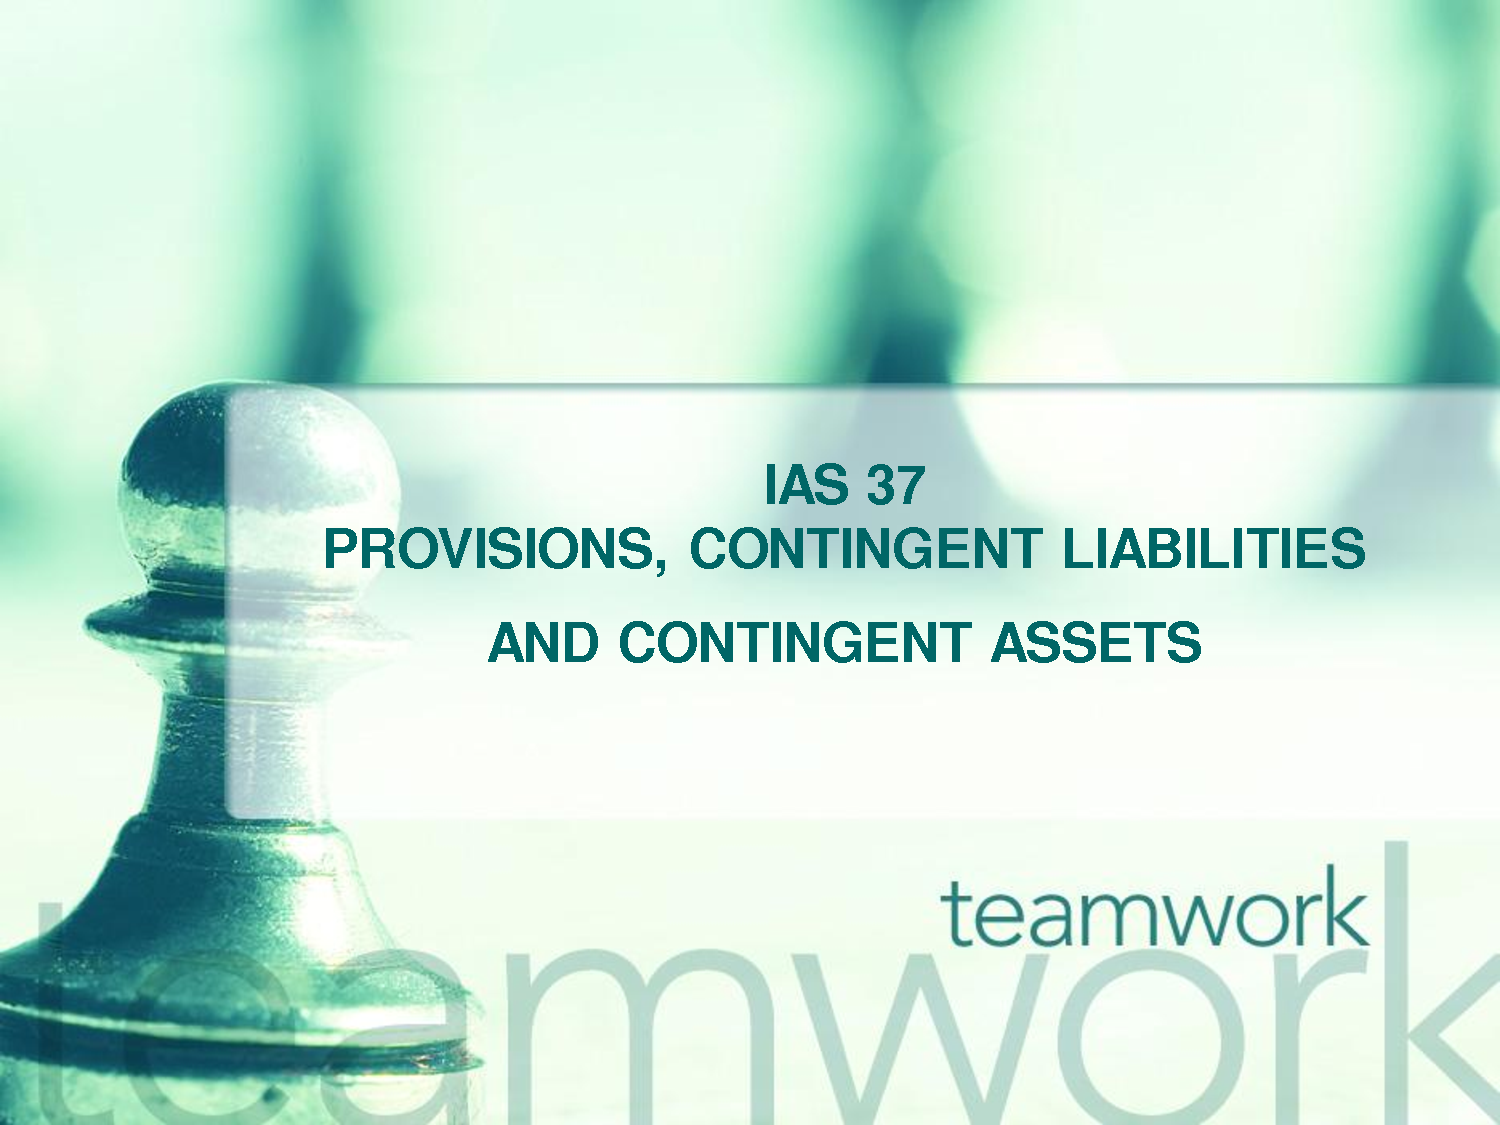 IAS 37
PROVISIONS, CONTINGENT LIABILITIES
AND CONTINGENT ASSETS
teamwork
teamwork